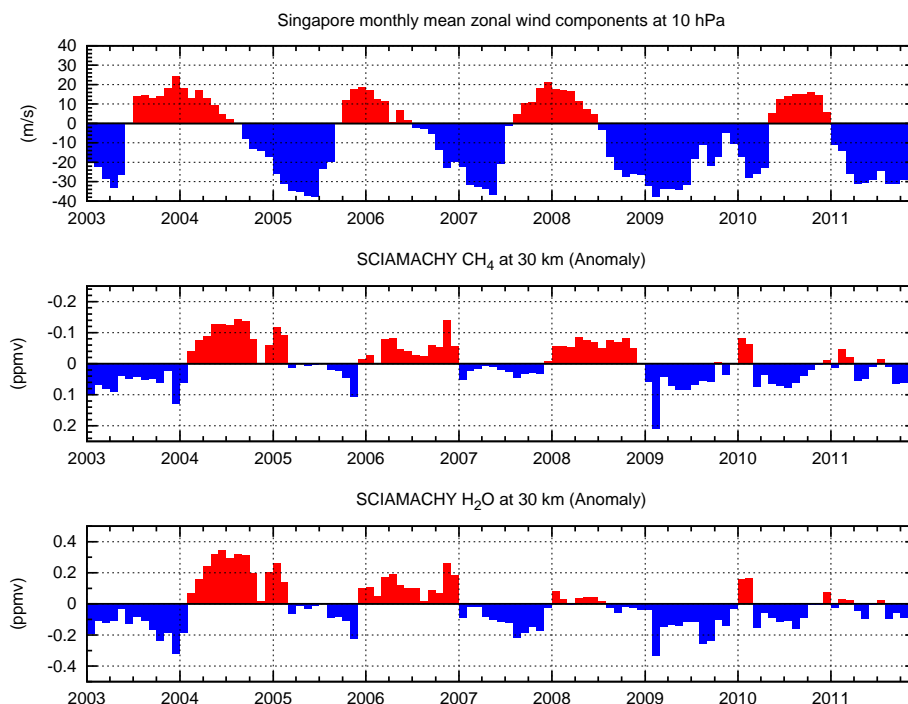 Singapore monthly mean zonal wind components at 10 hPa
40
30
20
10
0
-10
-20
-30
-40
(m/s)
2003 2004 2005 2006 2007 2008 2009 2010 2011
SCIAMACHY CH4 at 30 km (Anomaly)
-0.2
-0.1
0
0.1
0.2
(ppmv)
2003 2004 2005 2006 2007 2008 2009 2010 2011
SCIAMACHY H2O at 30 km (Anomaly)
0.4
0.2
0
-0.2
-0.4
(ppmv)
2003 2004 2005 2006 2007 2008 2009 2010 2011